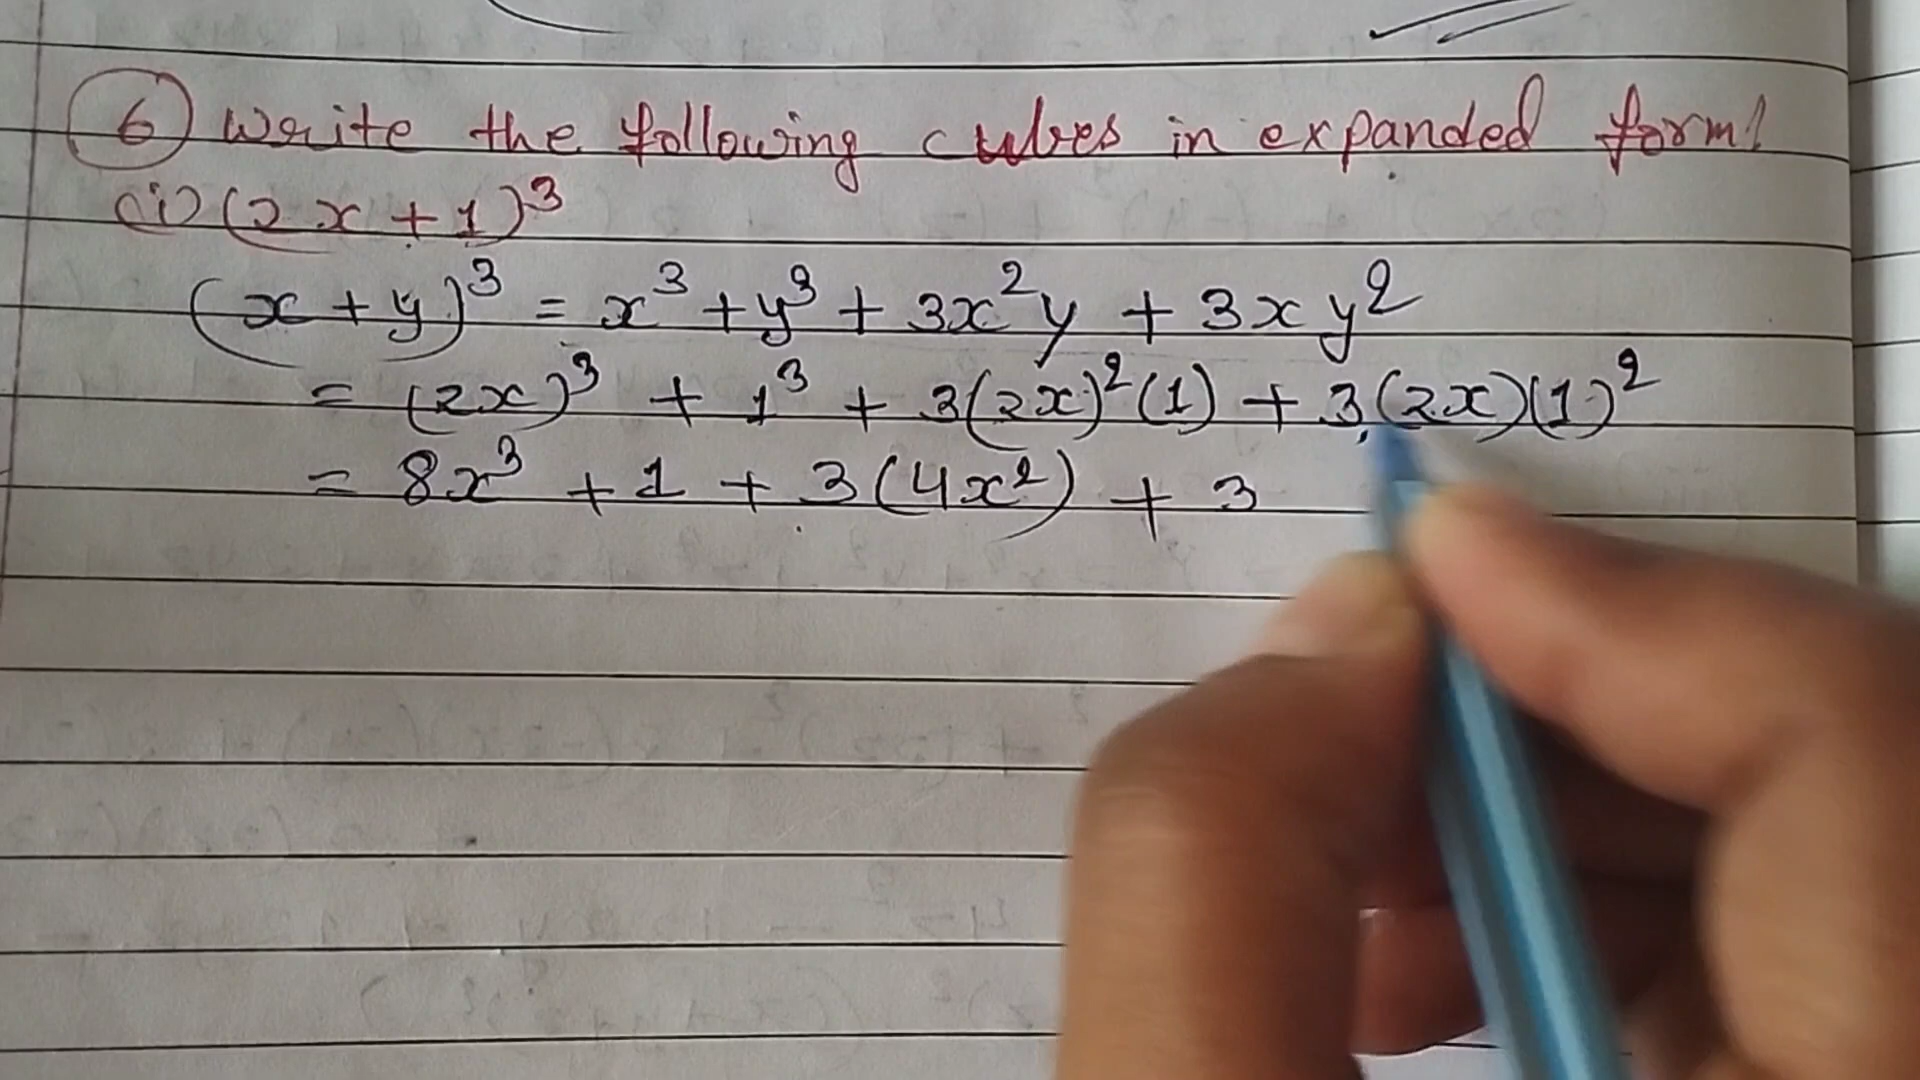 6 Write the following cubes in expanded form!
(i) (2x+1)³
(x+y)³ = x³ + y³ + 3x²y + 3xy²
= (2x)³ + 1³ + 3(2x)²(1) + 3(2x)(1)²
= 8x³ + 1 + 3(4x²) + 3